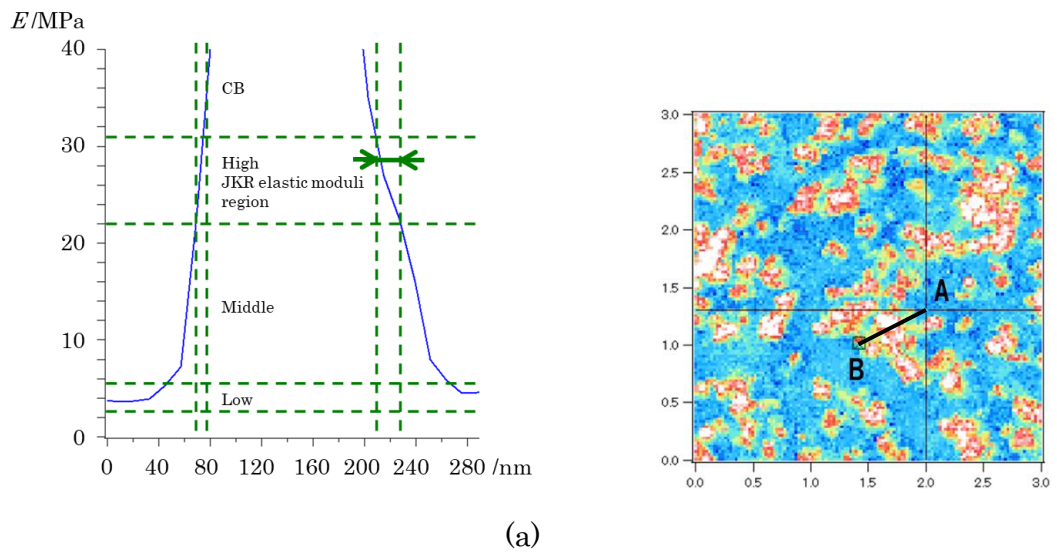 E/MPa
40
30
20
10
0
CB
High
JKR elastic moduli
region
Middle
Low
0 40 80 120 160 200 240 280 /nm
3.0
2.5
2.0
1.5
1.0
0.5
0.0
A
B
0.0 0.5 1.0 1.5 2.0 2.5 3.0
(a)